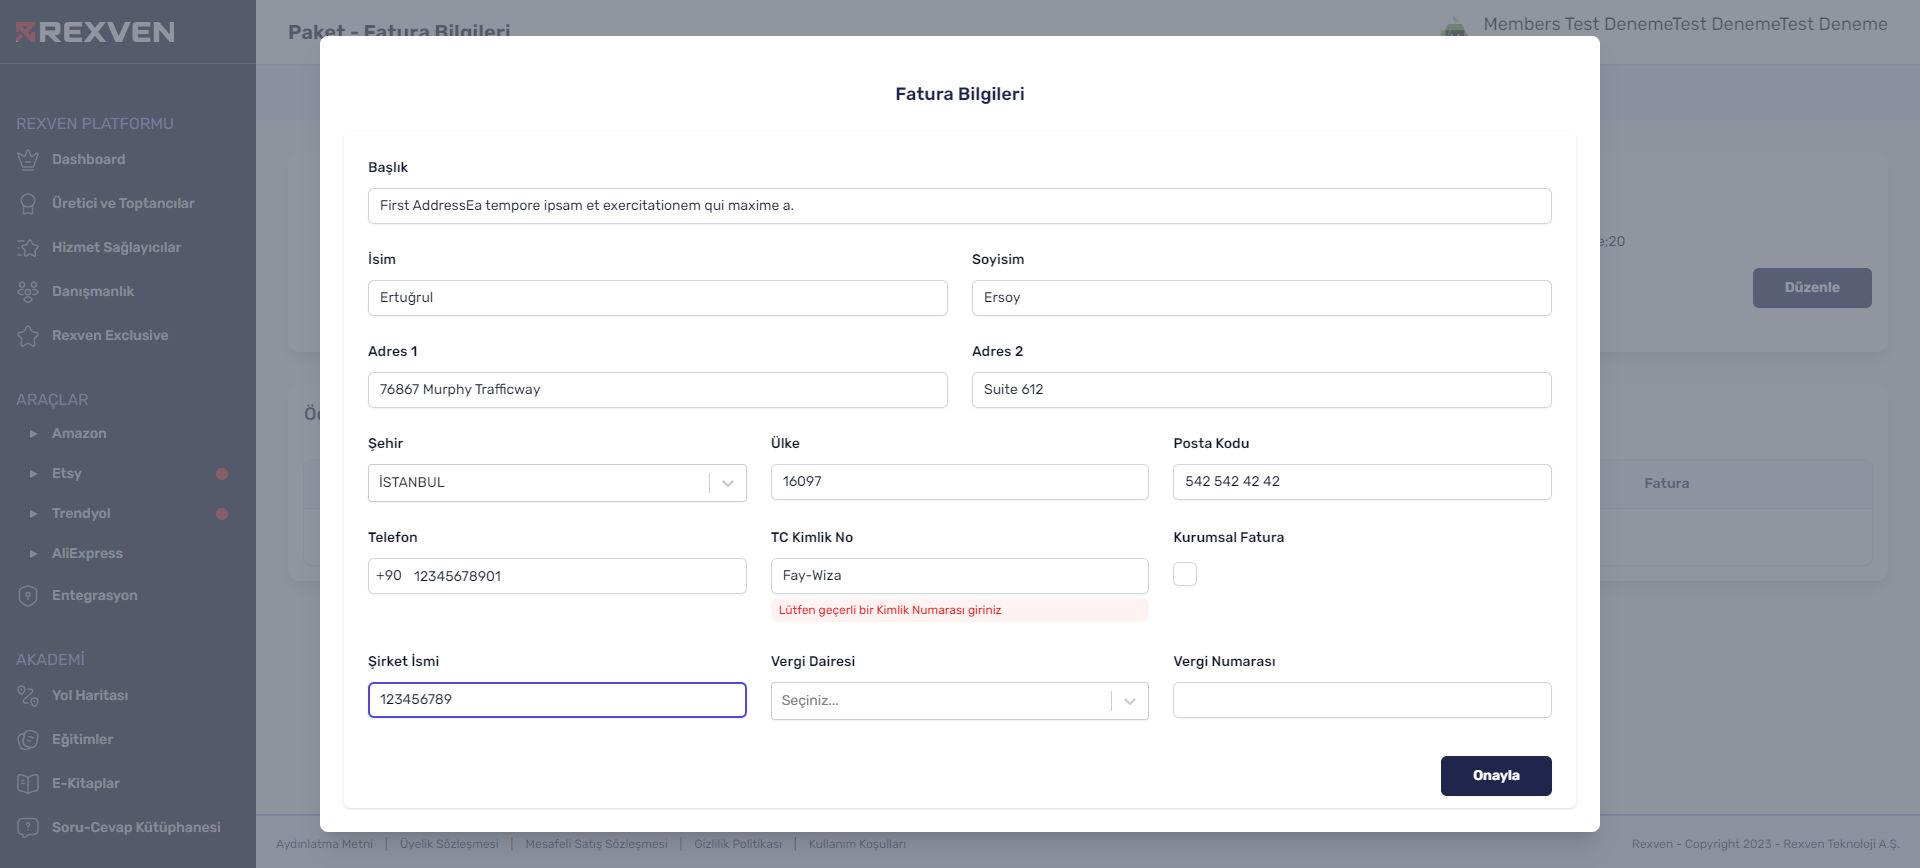 REXVEN
Paket - Fatura Bilgileri
Members Test DenemeTest DenemeTest Deneme
REXVEN PLATFORMU
Dashboard
Üretici ve Toptancılar
Hizmet Sağlayıcılar
Danışmanlık
Rexven Exclusive
ARAÇLAR
Amazon
Etsy
Trendyol
AliExpress
Entegrasyon
AKADEMİ
Yol Haritası
Eğitimler
E-Kitaplar
Soru-Cevap Kütüphanesi
Fatura Bilgileri
Başlık
First AddressEa tempore ipsam et exercitationem qui maxime a.
İsim
Soyisim
Ertuğrul
Ersoy
Adres 1
Adres 2
76867 Murphy Trafficway
Suite 612
Şehir
Ülke
Posta Kodu
İSTANBUL
16097
542 542 42 42
Telefon
TC Kimlik No
Kurumsal Fatura
+90 12345678901
Fay-Wiza
Lütfen geçerli bir Kimlik Numarası giriniz
Şirket İsmi
Vergi Dairesi
Vergi Numarası
123456789
Seçiniz...
Onayla
e:20
Düzenle
Fatura
Aydınlatma Metni | Üyelik Sözleşmesi | Mesafeli Satış Sözleşmesi | Gizlilik Politikası | Kullanım Koşulları
Rexven - Copyright 2023 - Rexven Teknoloji A.Ş.